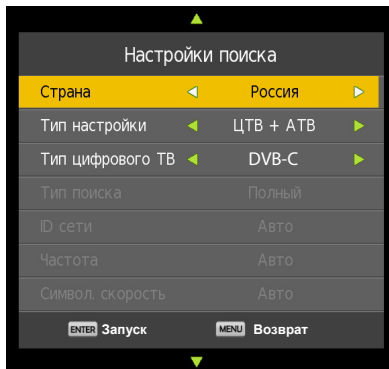 Настройки поиска
Страна Россия
Тип настройки ЦТВ + АТВ
Тип цифрового ТВ DVB-C
Тип поиска Полный
ID сети Авто
Частота Авто
Символ. скорость Авто
ENTER Запуск MENU Возврат